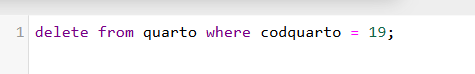 1 delete from quarto where codquarto = 19;